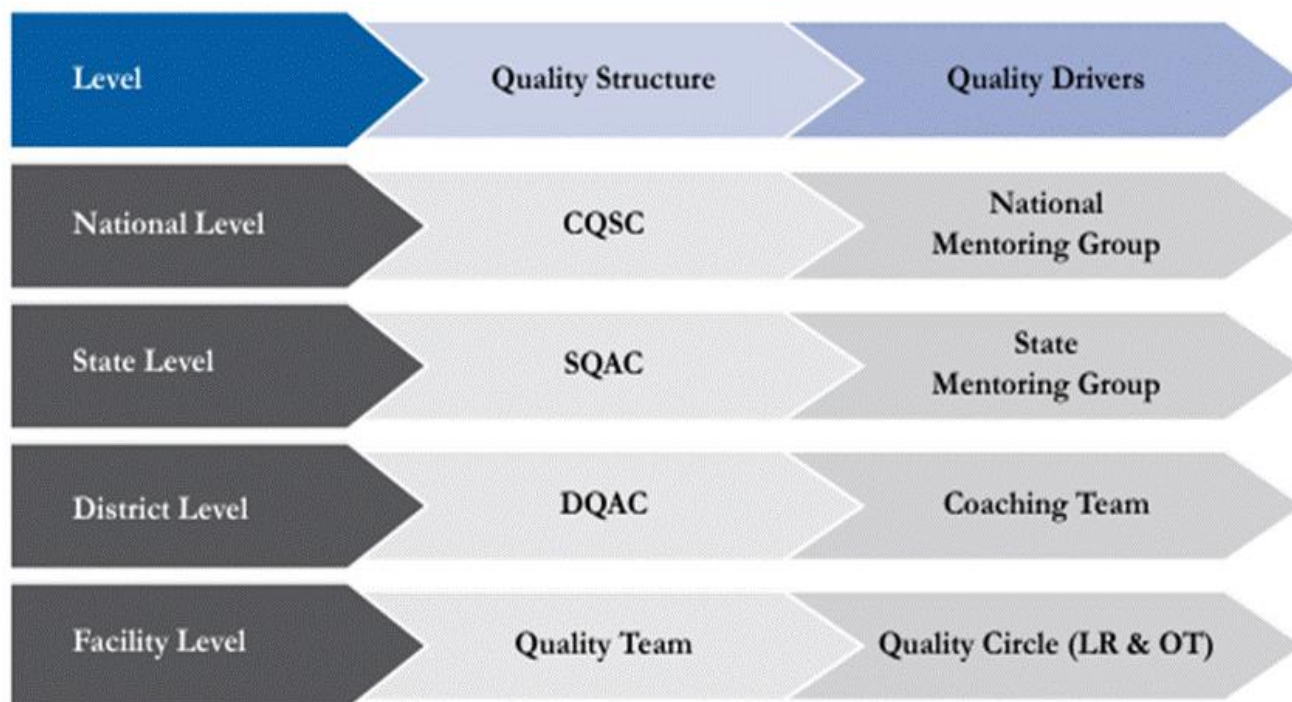 Level
Quality Structure
Quality Drivers
National Level
CQSC
National
Mentoring Group
State Level
SQAC
State
Mentoring Group
District Level
DQAC
Coaching Team
Facility Level
Quality Team
Quality Circle (LR & OT)